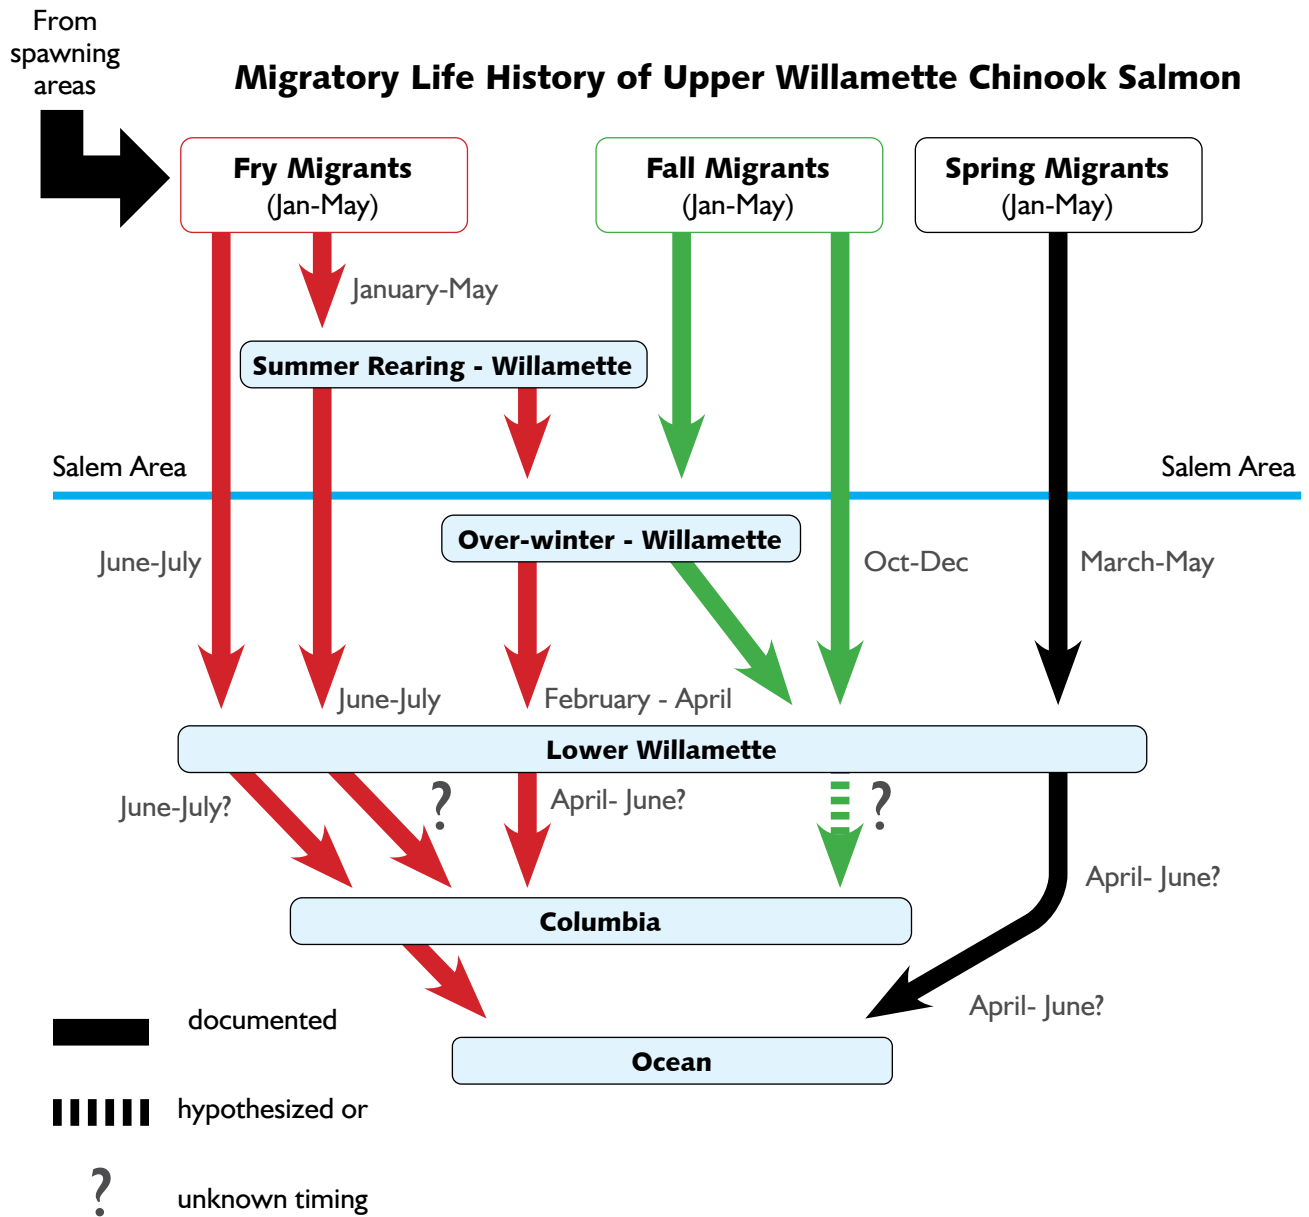 From
spawning
areas
Migratory Life History of Upper Willamette Chinook Salmon
Fry Migrants
(Jan-May)
Fall Migrants
(Jan-May)
Spring Migrants
(Jan-May)
January-May
Summer Rearing - Willamette
Salem Area
Salem Area
Over-winter - Willamette
June-July
Oct-Dec
March-May
June-July
February - April
Lower Willamette
June-July?
?
April- June?
?
April- June?
Columbia
April- June?
documented
Ocean
hypothesized or
?
unknown timing